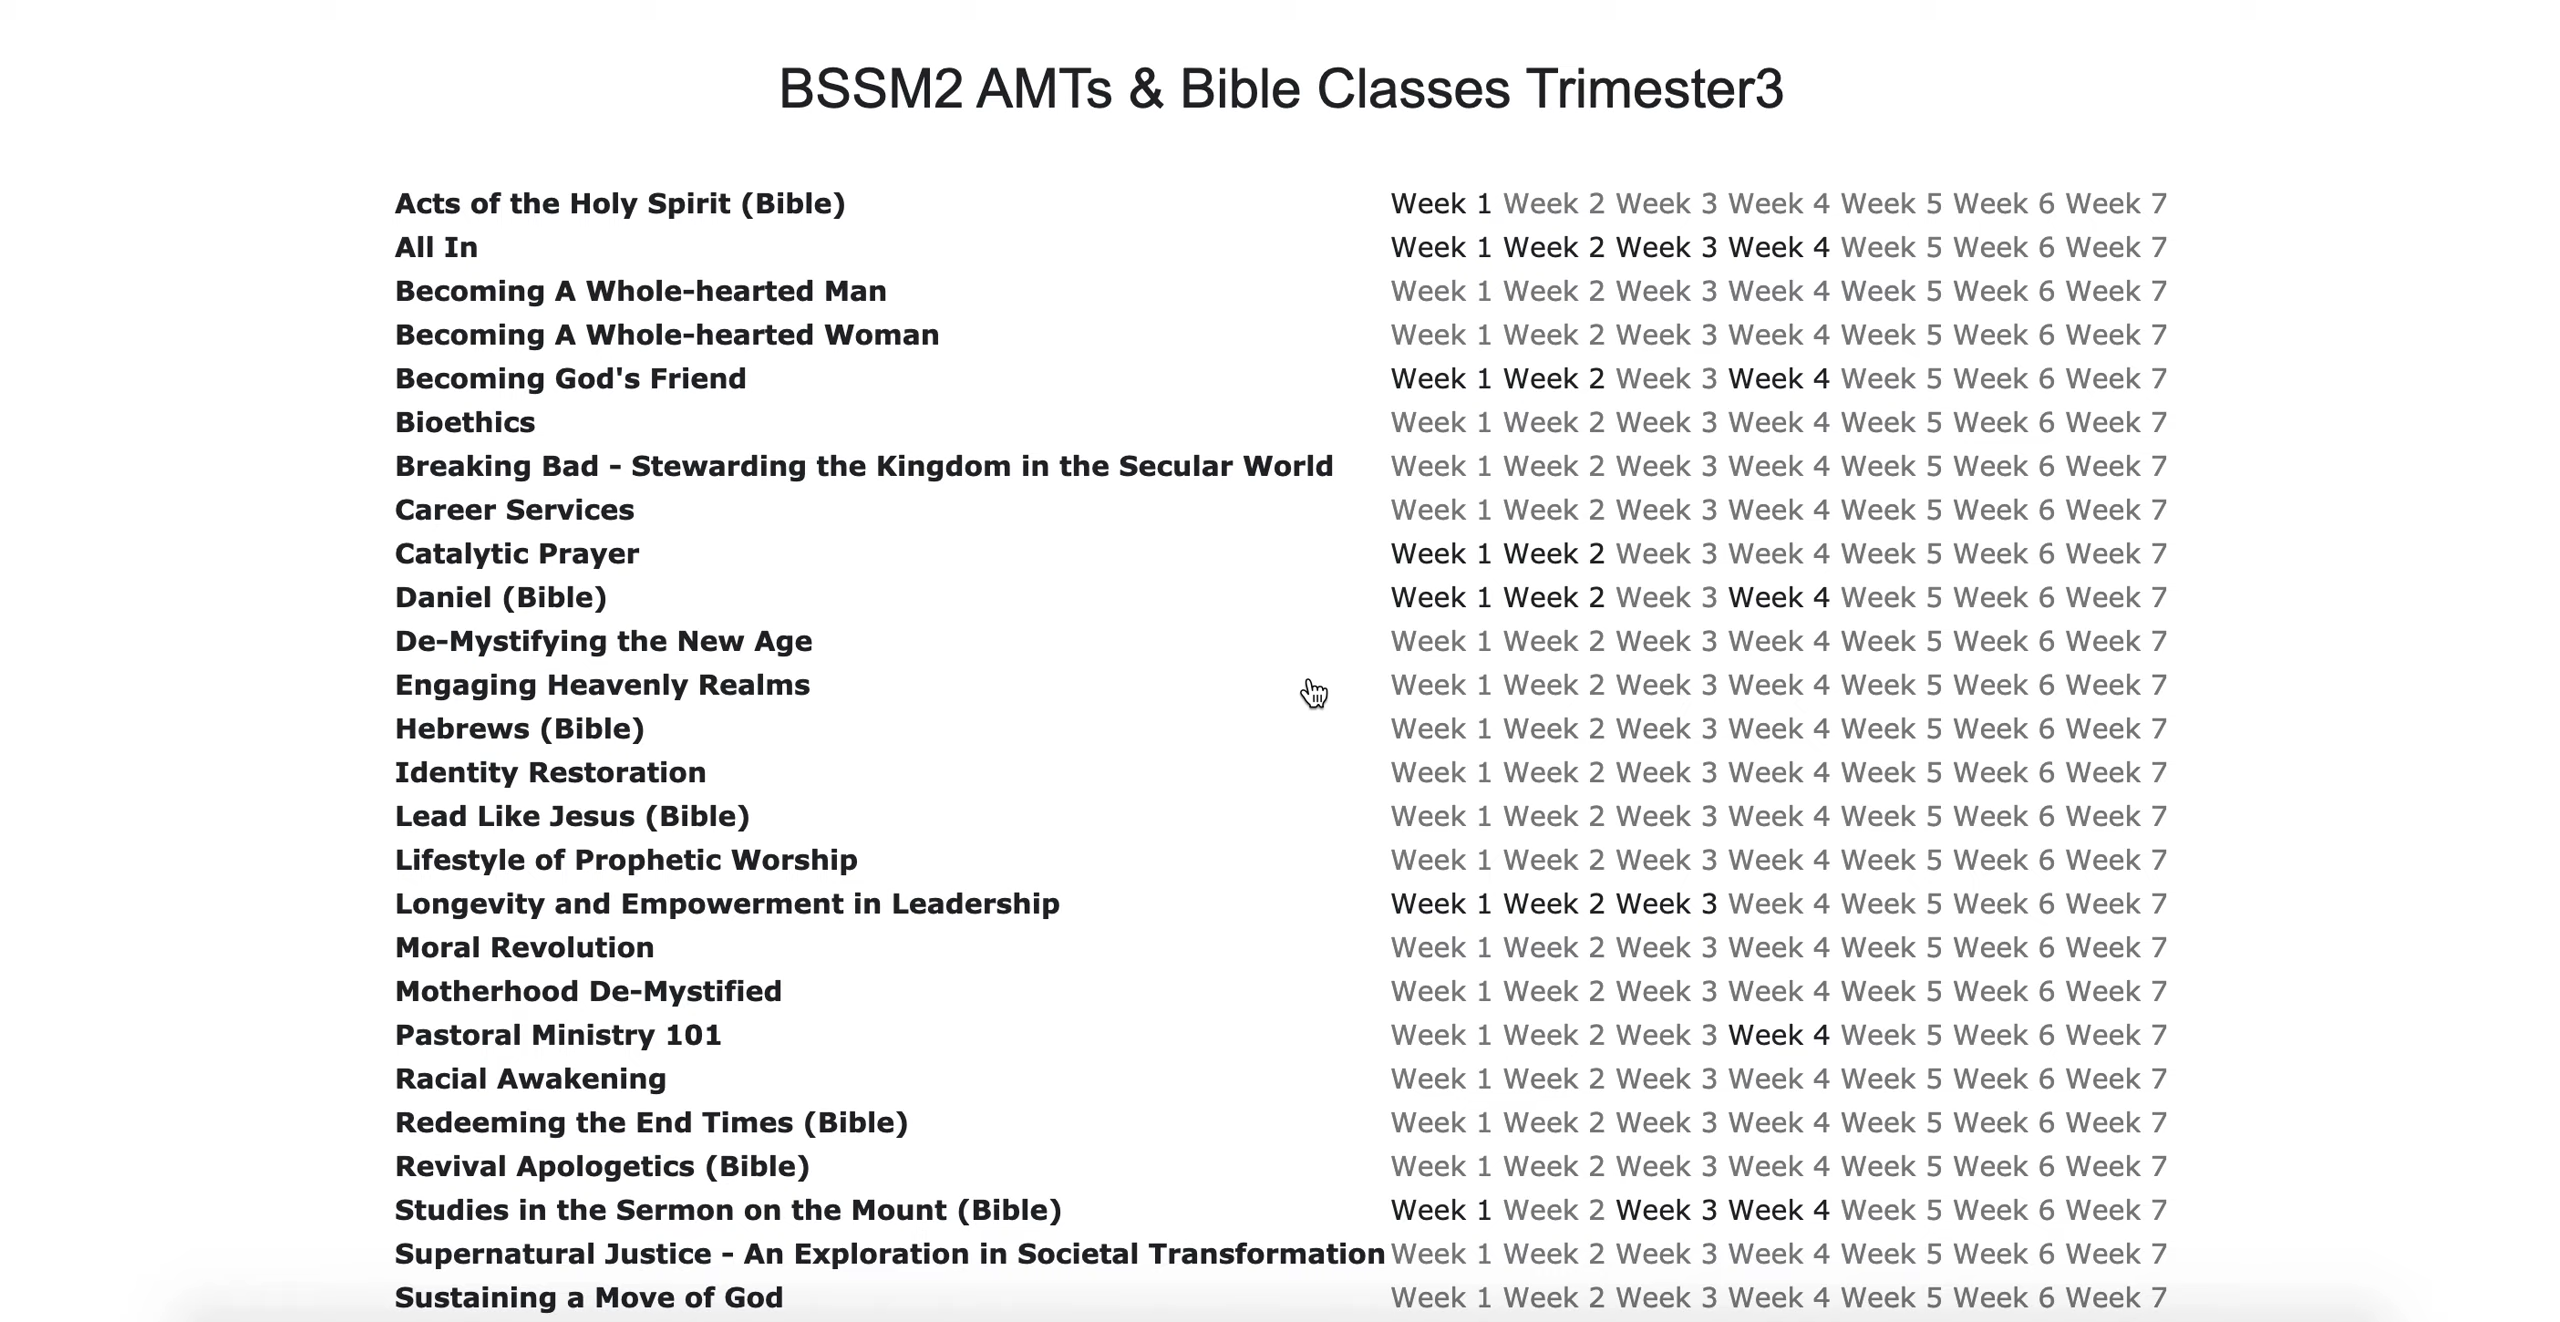 BSSM2 AMTs & Bible Classes Trimester3
Acts of the Holy Spirit (Bible) Week 1 Week 2 Week 3 Week 4 Week 5 Week 6 Week 7
All In Week 1 Week 2 Week 3 Week 4 Week 5 Week 6 Week 7
Becoming A Whole-hearted Man Week 1 Week 2 Week 3 Week 4 Week 5 Week 6 Week 7
Becoming A Whole-hearted Woman Week 1 Week 2 Week 3 Week 4 Week 5 Week 6 Week 7
Becoming God's Friend Week 1 Week 2 Week 3 Week 4 Week 5 Week 6 Week 7
Bioethics Week 1 Week 2 Week 3 Week 4 Week 5 Week 6 Week 7
Breaking Bad - Stewarding the Kingdom in the Secular World Week 1 Week 2 Week 3 Week 4 Week 5 Week 6 Week 7
Career Services Week 1 Week 2 Week 3 Week 4 Week 5 Week 6 Week 7
Catalytic Prayer Week 1 Week 2 Week 3 Week 4 Week 5 Week 6 Week 7
Daniel (Bible) Week 1 Week 2 Week 3 Week 4 Week 5 Week 6 Week 7
De-Mystifying the New Age Week 1 Week 2 Week 3 Week 4 Week 5 Week 6 Week 7
Engaging Heavenly Realms Week 1 Week 2 Week 3 Week 4 Week 5 Week 6 Week 7
Hebrews (Bible) Week 1 Week 2 Week 3 Week 4 Week 5 Week 6 Week 7
Identity Restoration Week 1 Week 2 Week 3 Week 4 Week 5 Week 6 Week 7
Lead Like Jesus (Bible) Week 1 Week 2 Week 3 Week 4 Week 5 Week 6 Week 7
Lifestyle of Prophetic Worship Week 1 Week 2 Week 3 Week 4 Week 5 Week 6 Week 7
Longevity and Empowerment in Leadership Week 1 Week 2 Week 3 Week 4 Week 5 Week 6 Week 7
Moral Revolution Week 1 Week 2 Week 3 Week 4 Week 5 Week 6 Week 7
Motherhood De-Mystified Week 1 Week 2 Week 3 Week 4 Week 5 Week 6 Week 7
Pastoral Ministry 101 Week 1 Week 2 Week 3 Week 4 Week 5 Week 6 Week 7
Racial Awakening Week 1 Week 2 Week 3 Week 4 Week 5 Week 6 Week 7
Redeeming the End Times (Bible) Week 1 Week 2 Week 3 Week 4 Week 5 Week 6 Week 7
Revival Apologetics (Bible) Week 1 Week 2 Week 3 Week 4 Week 5 Week 6 Week 7
Studies in the Sermon on the Mount (Bible) Week 1 Week 2 Week 3 Week 4 Week 5 Week 6 Week 7
Supernatural Justice - An Exploration in Societal Transformation Week 1 Week 2 Week 3 Week 4 Week 5 Week 6 Week 7
Sustaining a Move of God Week 1 Week 2 Week 3 Week 4 Week 5 Week 6 Week 7